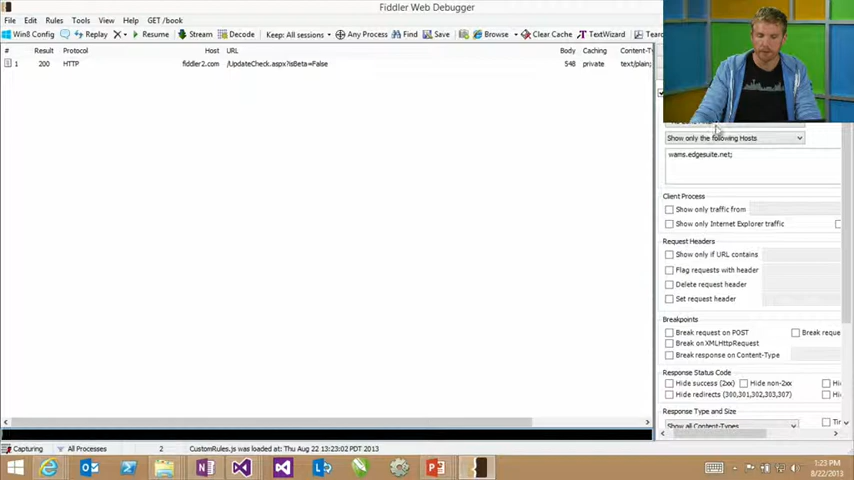 Fiddler Web Debugger
File Edit Rules Tools View Help GET /book
Win8 Config Replay Resume Stream Decode Keep: All sessions Any Process Find Save Browse Clear Cache TextWizard
# Result Protocol Host URL Body Caching Content-T
1 200 HTTP fiddler2.com /UpdateCheck.aspx?isBeta=False 548 private text/plain;
Show only the following Hosts
wams.edgesuite.net;
Client Process
Show only traffic from
Show only Internet Explorer traffic
Request Headers
Show only if URL contains
Flag requests with header
Delete request header
Set request header
Breakpoints
Break request on POST Break reque
Break on XMLHttpRequest
Break response on Content-Type
Response Status Code
Hide success (2xx) Hide non-2xx Hi
Hide redirects (300,301,302,303,307) Hi
Response Type and Size
Show all Content-Types
Capturing All Processes 2 CustomRules.js was loaded at: Thu Aug 22 13:23:02 PDT 2013
1:23 PM
8/22/2013